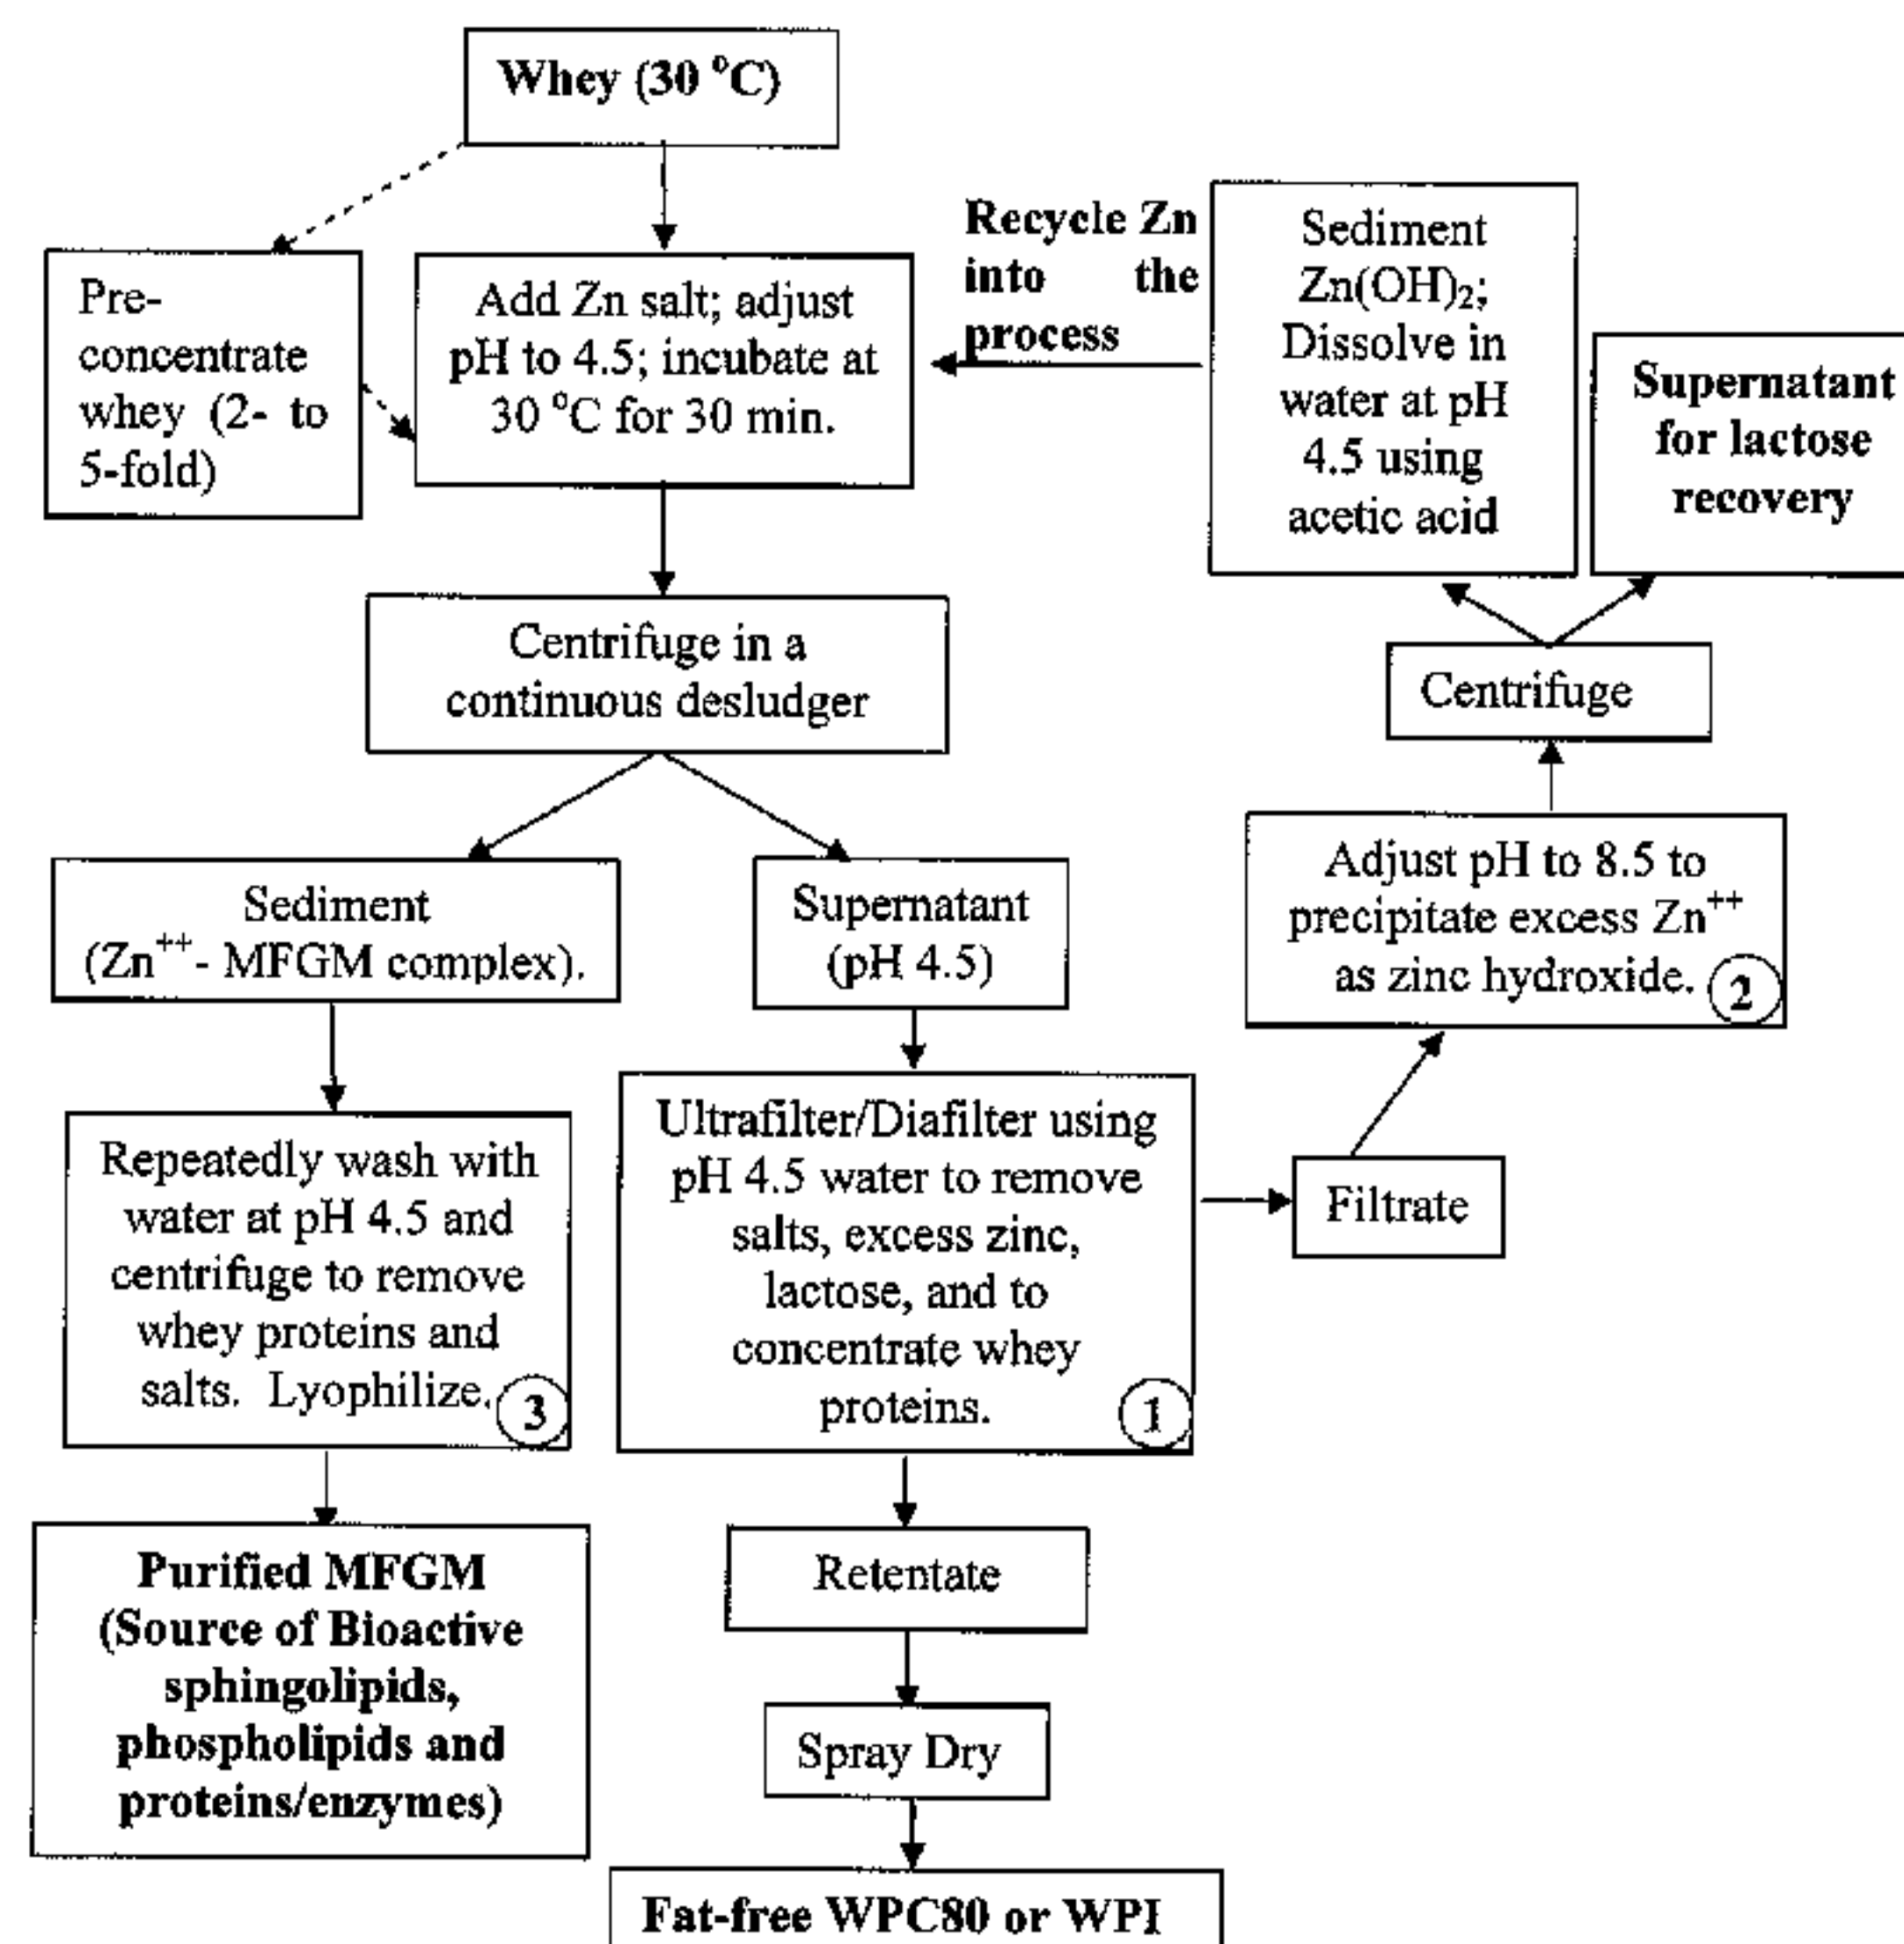 Whey (30 °C)
Pre-
concentrate
whey (2- to
5-fold)
Add Zn salt; adjust
pH to 4.5; incubate at
30 °C for 30 min.
Recycle Zn
into the
process
Sediment
Zn(OH)₂;
Dissolve in
water at pH
4.5 using
acetic acid
Supernatant
for lactose
recovery
Centrifuge in a
continuous desludger
Centrifuge
Sediment
(Zn⁺⁺- MFGM complex).
Supernatant
(pH 4.5)
Adjust pH to 8.5 to
precipitate excess Zn⁺⁺
as zinc hydroxide.
2
Repeatedly wash with
water at pH 4.5 and
centrifuge to remove
whey proteins and
salts. Lyophilize.
3
Ultrafilter/Diafilter using
pH 4.5 water to remove
salts, excess zinc,
lactose, and to
concentrate whey
proteins.
1
Filtrate
Purified MFGM
(Source of Bioactive
sphingolipids,
phospholipids and
proteins/enzymes)
Retentate
Spray Dry
Fat-free WPC80 or WPI